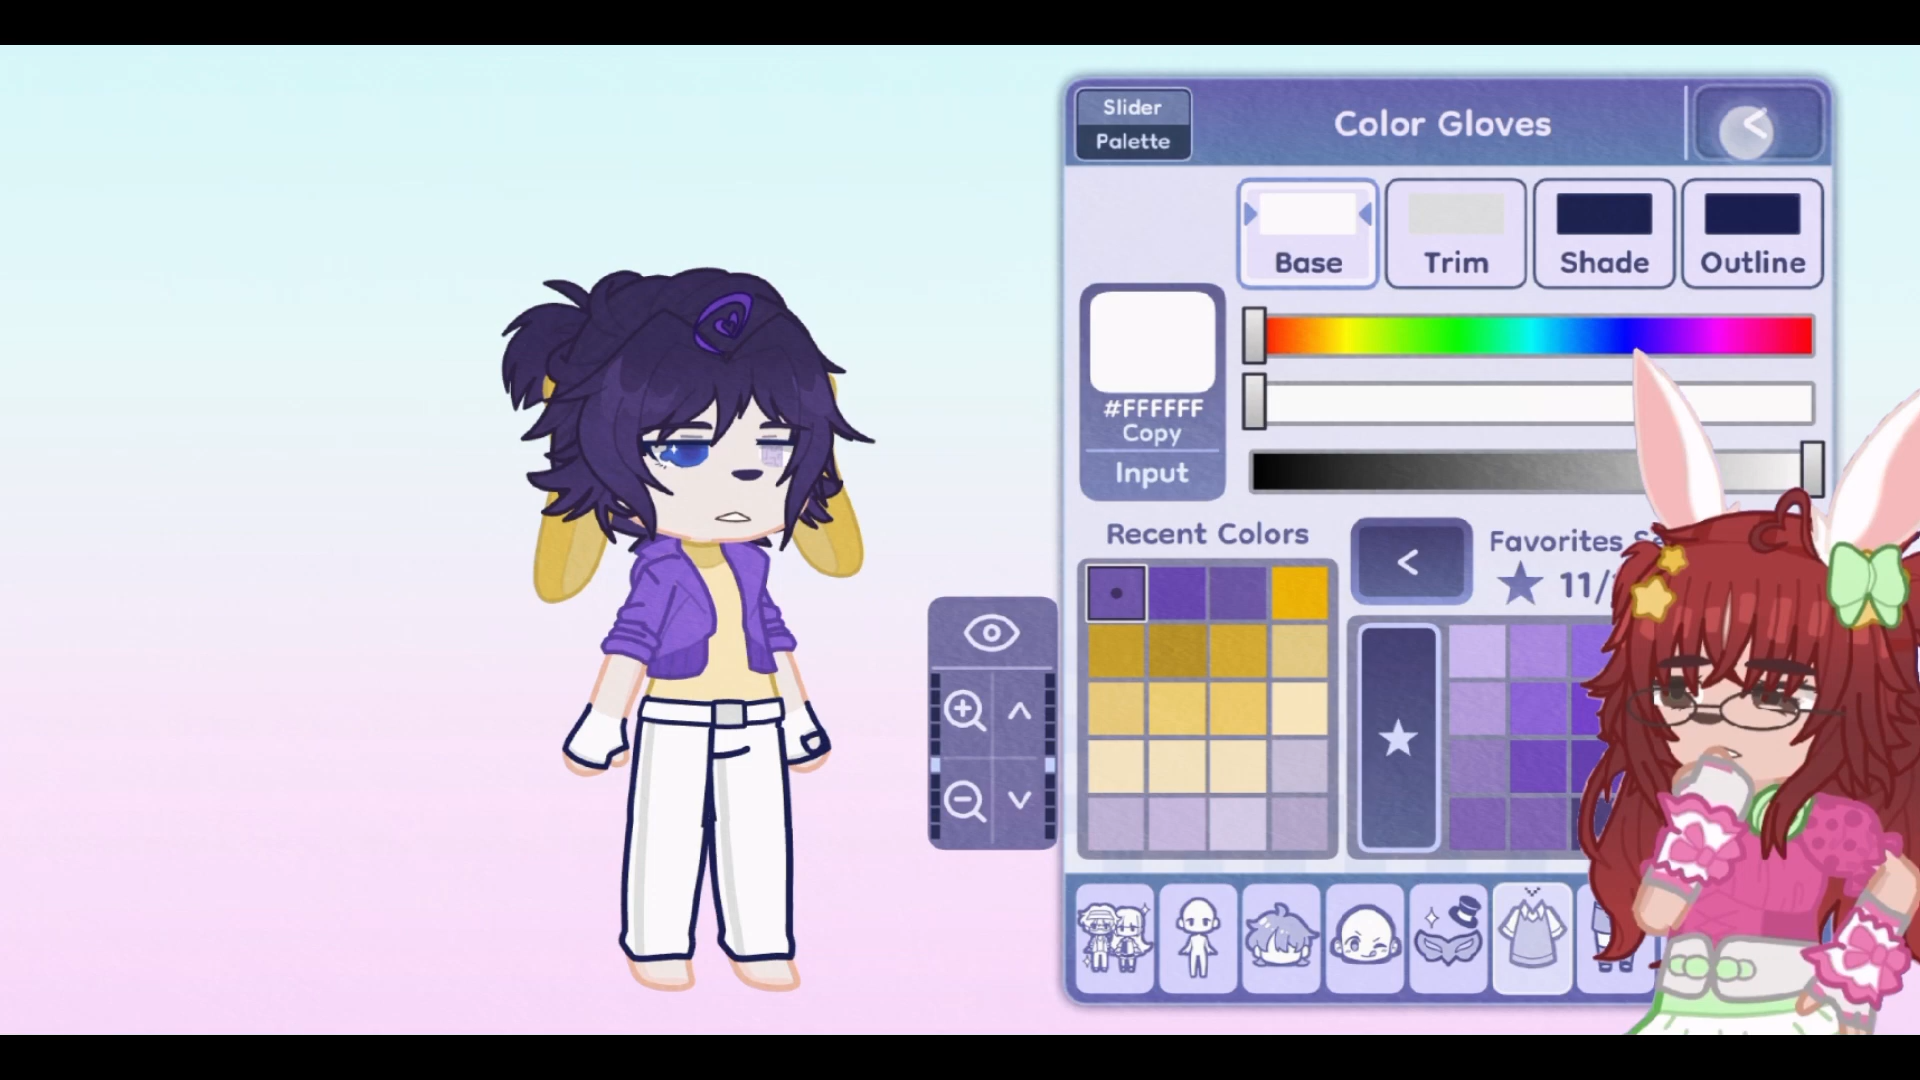 Slider
Palette
Color Gloves
Base
Trim
Shade
Outline
#FFFFFF
Copy
Input
Recent Colors
Favorites
11/